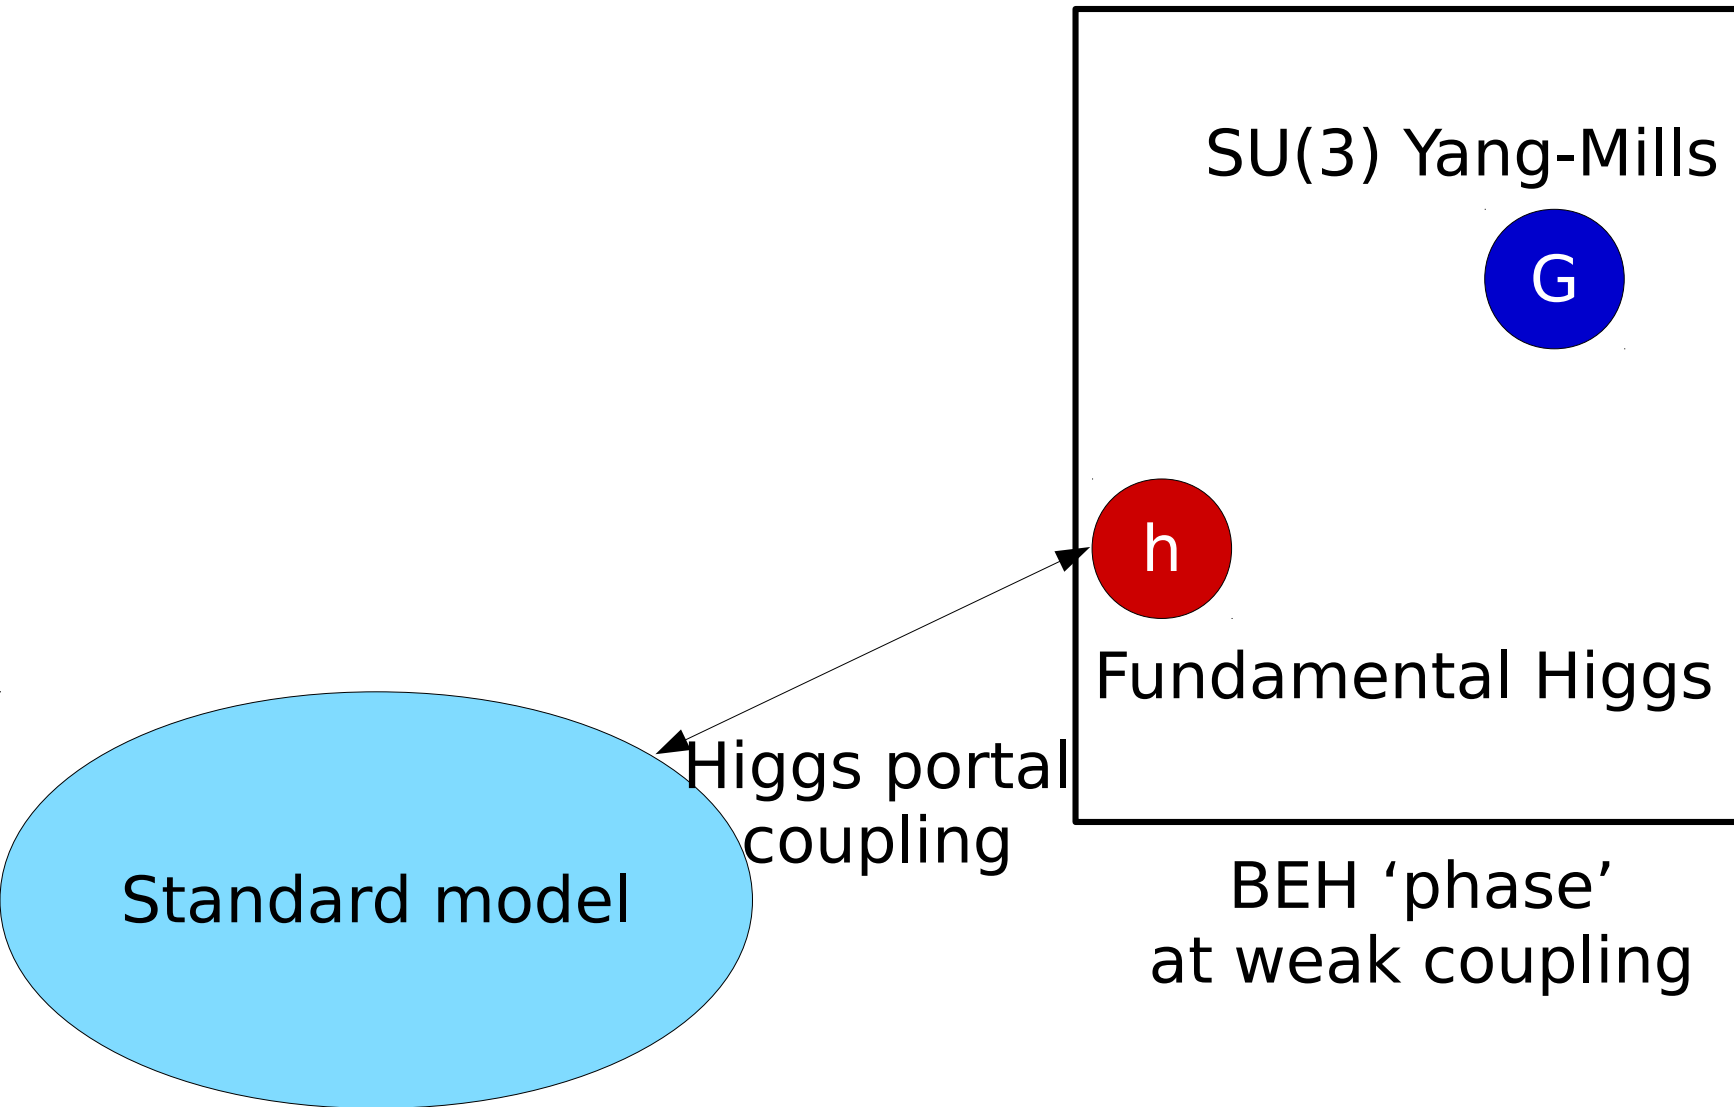 SU(3) Yang-Mills
G
h
Fundamental Higgs
Higgs portal
coupling
Standard model
BEH ‘phase’
at weak coupling